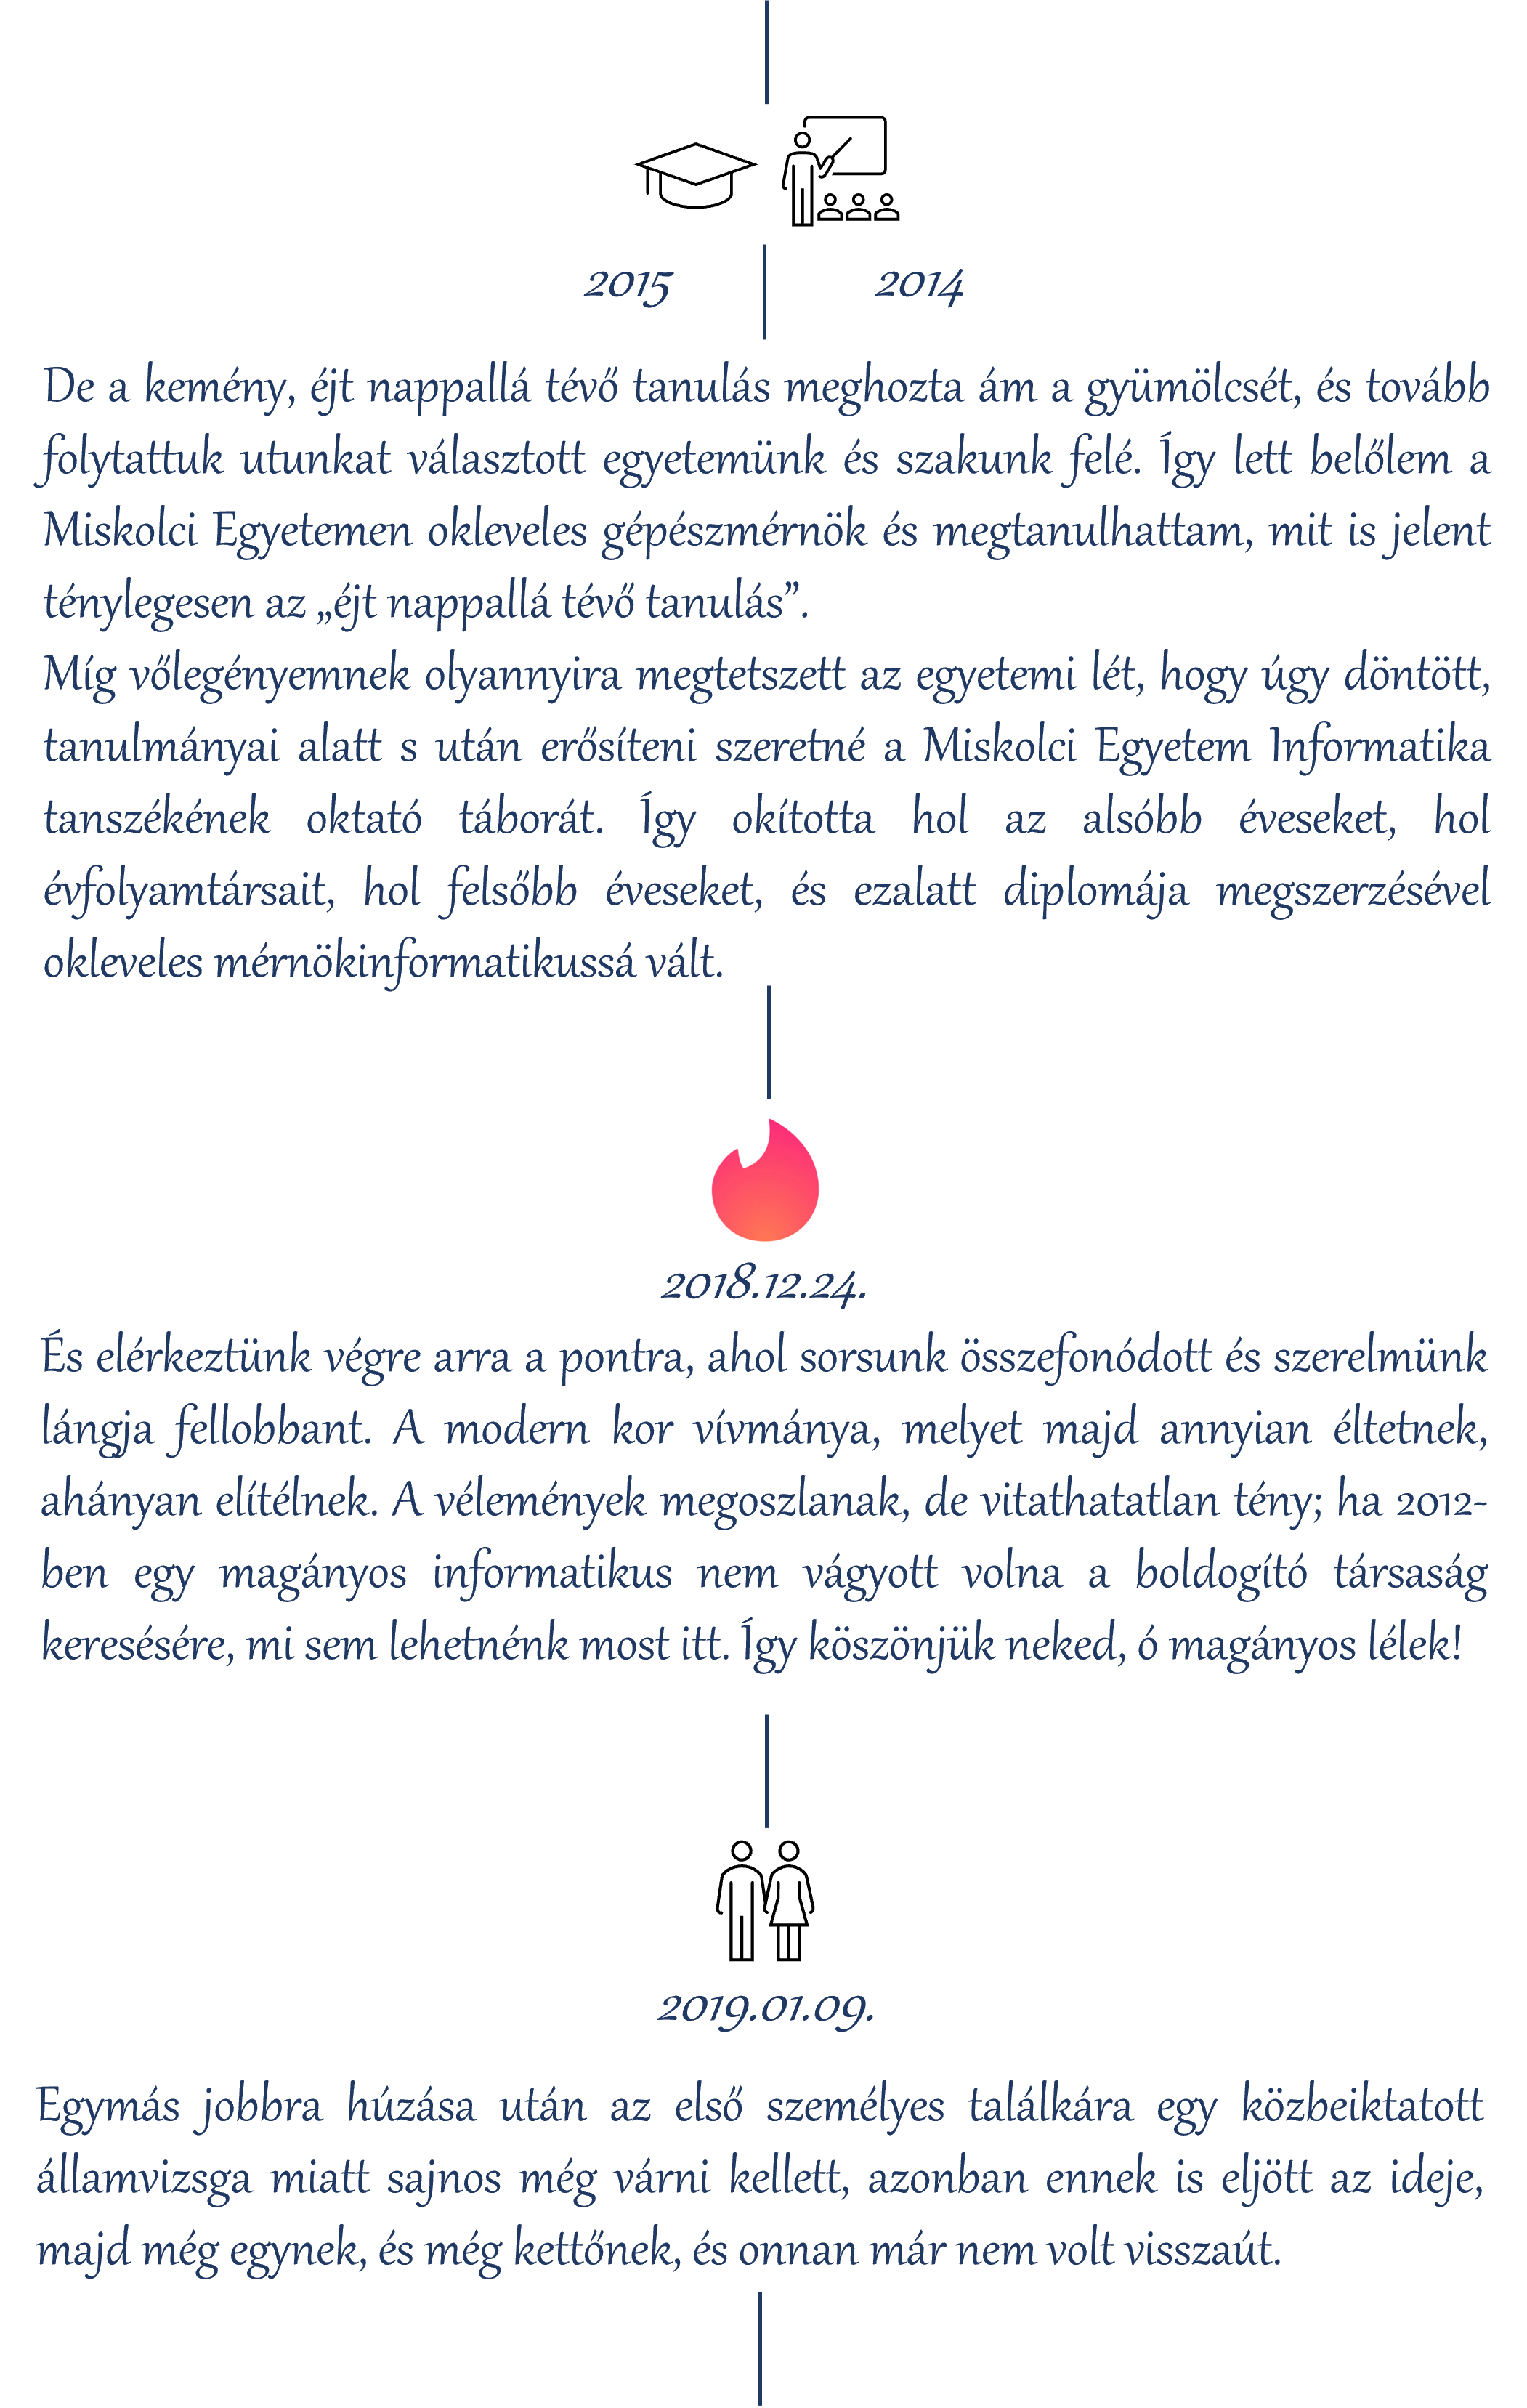 2015 2014
De a kemény, éjt nappallá tévő tanulás meghozta ám a gyümölcsét, és tovább
folytattuk utunkat választott egyetemünk és szakunk felé. Így lett belőlem a
Miskolci Egyetemen okleveles gépészmérnök és megtanulhattam, mit is jelent
ténylegesen az „éjt nappallá tévő tanulás”.
Míg vőlegényemnek olyannyira megtetszett az egyetemi lét, hogy úgy döntött,
tanulmányai alatt s után erősíteni szeretné a Miskolci Egyetem Informatika
tanszékének oktató táborát. Így okította hol az alsóbb éveseket, hol
évfolyamtársait, hol felsőbb éveseket, és ezalatt diplomája megszerzésével
okleveles mérnökinformatikussá vált.
2018.12.24.
És elérkeztünk végre arra a pontra, ahol sorsunk összefonódott és szerelmünk
lángja fellobbant. A modern kor vívmánya, melyet majd annyian éltetnek,
ahányan elítélnek. A vélemények megoszlanak, de vitathatatlan tény; ha 2012-
ben egy magányos informatikus nem vágyott volna a boldogító társaság
keresésére, mi sem lehetnénk most itt. Így köszönjük neked, ó magányos lélek!
2019.01.09.
Egymás jobbra húzása után az első személyes találkára egy közbeiktatott
államvizsga miatt sajnos még várni kellett, azonban ennek is eljött az ideje,
majd még egynek, és még kettőnek, és onnan már nem volt visszaút.